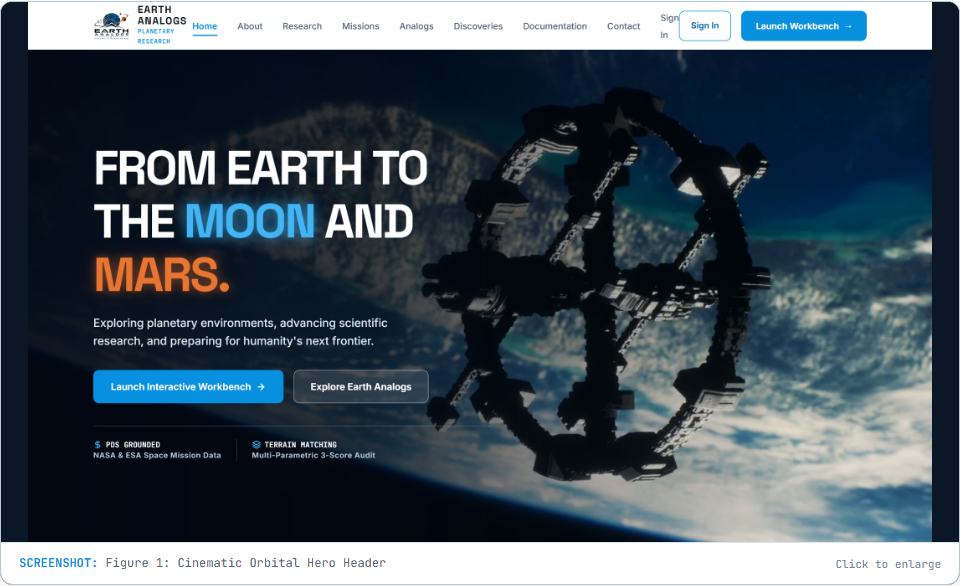 EARTH
ANALOGS
PLANETARY
RESEARCH
EARTH
ANALOGS
Home
About
Research
Missions
Analogs
Discoveries
Documentation
Contact
Sign
In
Sign In
Launch Workbench →
FROM EARTH TO
THE MOON AND
MARS.
Exploring planetary environments, advancing scientific
research, and preparing for humanity's next frontier.
Launch Interactive Workbench →
Explore Earth Analogs
$ PDS GROUNDED
NASA & ESA Space Mission Data
TERRAIN MATCHING
Multi-Parametric 3-Score Audit
SCREENSHOT: Figure 1: Cinematic Orbital Hero Header
Click to enlarge